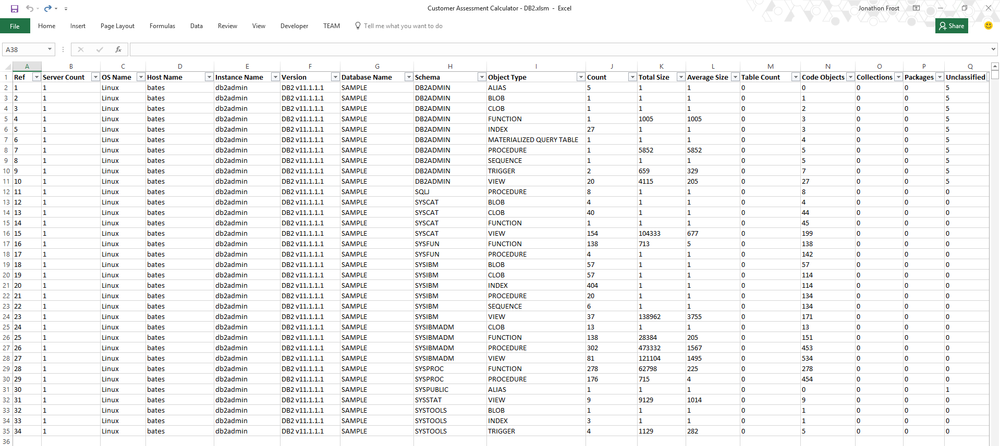 Customer Assessment Calculator - DB2.xlsm - Excel
Jonathon Frost
File Home Insert Page Layout Formulas Data Review View Developer TEAM Tell me what you want to do Share
A38 fx
A B C D E F G H I J K L M N O P Q
1 Ref Server Count OS Name Host Name Instance Name Version Database Name Schema Object Type Count Total Size Average Size Table Count Code Objects Collections Packages Unclassified
2 1 1 Linux bates db2admin DB2 v11.1.1.1 SAMPLE DB2ADMIN ALIAS 5 1 1 0 0 0 0 5
3 2 1 Linux bates db2admin DB2 v11.1.1.1 SAMPLE DB2ADMIN BLOB 1 1 1 0 1 0 0 5
4 3 1 Linux bates db2admin DB2 v11.1.1.1 SAMPLE DB2ADMIN CLOB 1 1 1 0 2 0 0 5
5 4 1 Linux bates db2admin DB2 v11.1.1.1 SAMPLE DB2ADMIN FUNCTION 1 1005 1005 0 3 0 0 5
6 5 1 Linux bates db2admin DB2 v11.1.1.1 SAMPLE DB2ADMIN INDEX 27 1 1 0 3 0 0 5
7 6 1 Linux bates db2admin DB2 v11.1.1.1 SAMPLE DB2ADMIN MATERIALIZED QUERY TABLE 1 1 1 0 4 0 0 5
8 7 1 Linux bates db2admin DB2 v11.1.1.1 SAMPLE DB2ADMIN PROCEDURE 1 5852 5852 0 5 0 0 5
9 8 1 Linux bates db2admin DB2 v11.1.1.1 SAMPLE DB2ADMIN SEQUENCE 1 1 1 0 5 0 0 5
10 9 1 Linux bates db2admin DB2 v11.1.1.1 SAMPLE DB2ADMIN TRIGGER 2 659 329 0 7 0 0 5
11 10 1 Linux bates db2admin DB2 v11.1.1.1 SAMPLE DB2ADMIN VIEW 20 4115 205 0 27 0 0 5
12 11 1 Linux bates db2admin DB2 v11.1.1.1 SAMPLE SQLJ PROCEDURE 8 1 1 0 8 0 0 0
13 12 1 Linux bates db2admin DB2 v11.1.1.1 SAMPLE SYSCAT BLOB 4 1 1 0 4 0 0 0
14 13 1 Linux bates db2admin DB2 v11.1.1.1 SAMPLE SYSCAT CLOB 40 1 1 0 44 0 0 0
15 14 1 Linux bates db2admin DB2 v11.1.1.1 SAMPLE SYSCAT FUNCTION 1 1 1 0 45 0 0 0
16 15 1 Linux bates db2admin DB2 v11.1.1.1 SAMPLE SYSCAT VIEW 154 104333 677 0 199 0 0 0
17 16 1 Linux bates db2admin DB2 v11.1.1.1 SAMPLE SYSFUN FUNCTION 138 713 5 0 138 0 0 0
18 17 1 Linux bates db2admin DB2 v11.1.1.1 SAMPLE SYSFUN PROCEDURE 4 1 1 0 142 0 0 0
19 18 1 Linux bates db2admin DB2 v11.1.1.1 SAMPLE SYSIBM BLOB 57 1 1 0 57 0 0 0
20 19 1 Linux bates db2admin DB2 v11.1.1.1 SAMPLE SYSIBM CLOB 57 1 1 0 114 0 0 0
21 20 1 Linux bates db2admin DB2 v11.1.1.1 SAMPLE SYSIBM INDEX 404 1 1 0 114 0 0 0
22 21 1 Linux bates db2admin DB2 v11.1.1.1 SAMPLE SYSIBM PROCEDURE 20 1 1 0 134 0 0 0
23 22 1 Linux bates db2admin DB2 v11.1.1.1 SAMPLE SYSIBM SEQUENCE 6 1 1 0 134 0 0 0
24 23 1 Linux bates db2admin DB2 v11.1.1.1 SAMPLE SYSIBM VIEW 37 138962 3755 0 171 0 0 0
25 24 1 Linux bates db2admin DB2 v11.1.1.1 SAMPLE SYSIBMADM CLOB 13 1 1 0 13 0 0 0
26 25 1 Linux bates db2admin DB2 v11.1.1.1 SAMPLE SYSIBMADM FUNCTION 138 28384 205 0 151 0 0 0
27 26 1 Linux bates db2admin DB2 v11.1.1.1 SAMPLE SYSIBMADM PROCEDURE 302 473332 1567 0 453 0 0 0
28 27 1 Linux bates db2admin DB2 v11.1.1.1 SAMPLE SYSIBMADM VIEW 81 121104 1495 0 534 0 0 0
29 28 1 Linux bates db2admin DB2 v11.1.1.1 SAMPLE SYSPROC FUNCTION 278 62798 225 0 278 0 0 0
30 29 1 Linux bates db2admin DB2 v11.1.1.1 SAMPLE SYSPROC PROCEDURE 176 715 4 0 454 0 0 0
31 30 1 Linux bates db2admin DB2 v11.1.1.1 SAMPLE SYSPUBLIC ALIAS 1 1 1 0 0 0 0 1
32 31 1 Linux bates db2admin DB2 v11.1.1.1 SAMPLE SYSSTAT VIEW 9 9129 1014 0 9 0 0 0
33 32 1 Linux bates db2admin DB2 v11.1.1.1 SAMPLE SYSTOOLS BLOB 1 1 1 0 1 0 0 0
34 33 1 Linux bates db2admin DB2 v11.1.1.1 SAMPLE SYSTOOLS INDEX 3 1 1 0 1 0 0 0
35 34 1 Linux bates db2admin DB2 v11.1.1.1 SAMPLE SYSTOOLS TRIGGER 4 1129 282 0 5 0 0 0
36